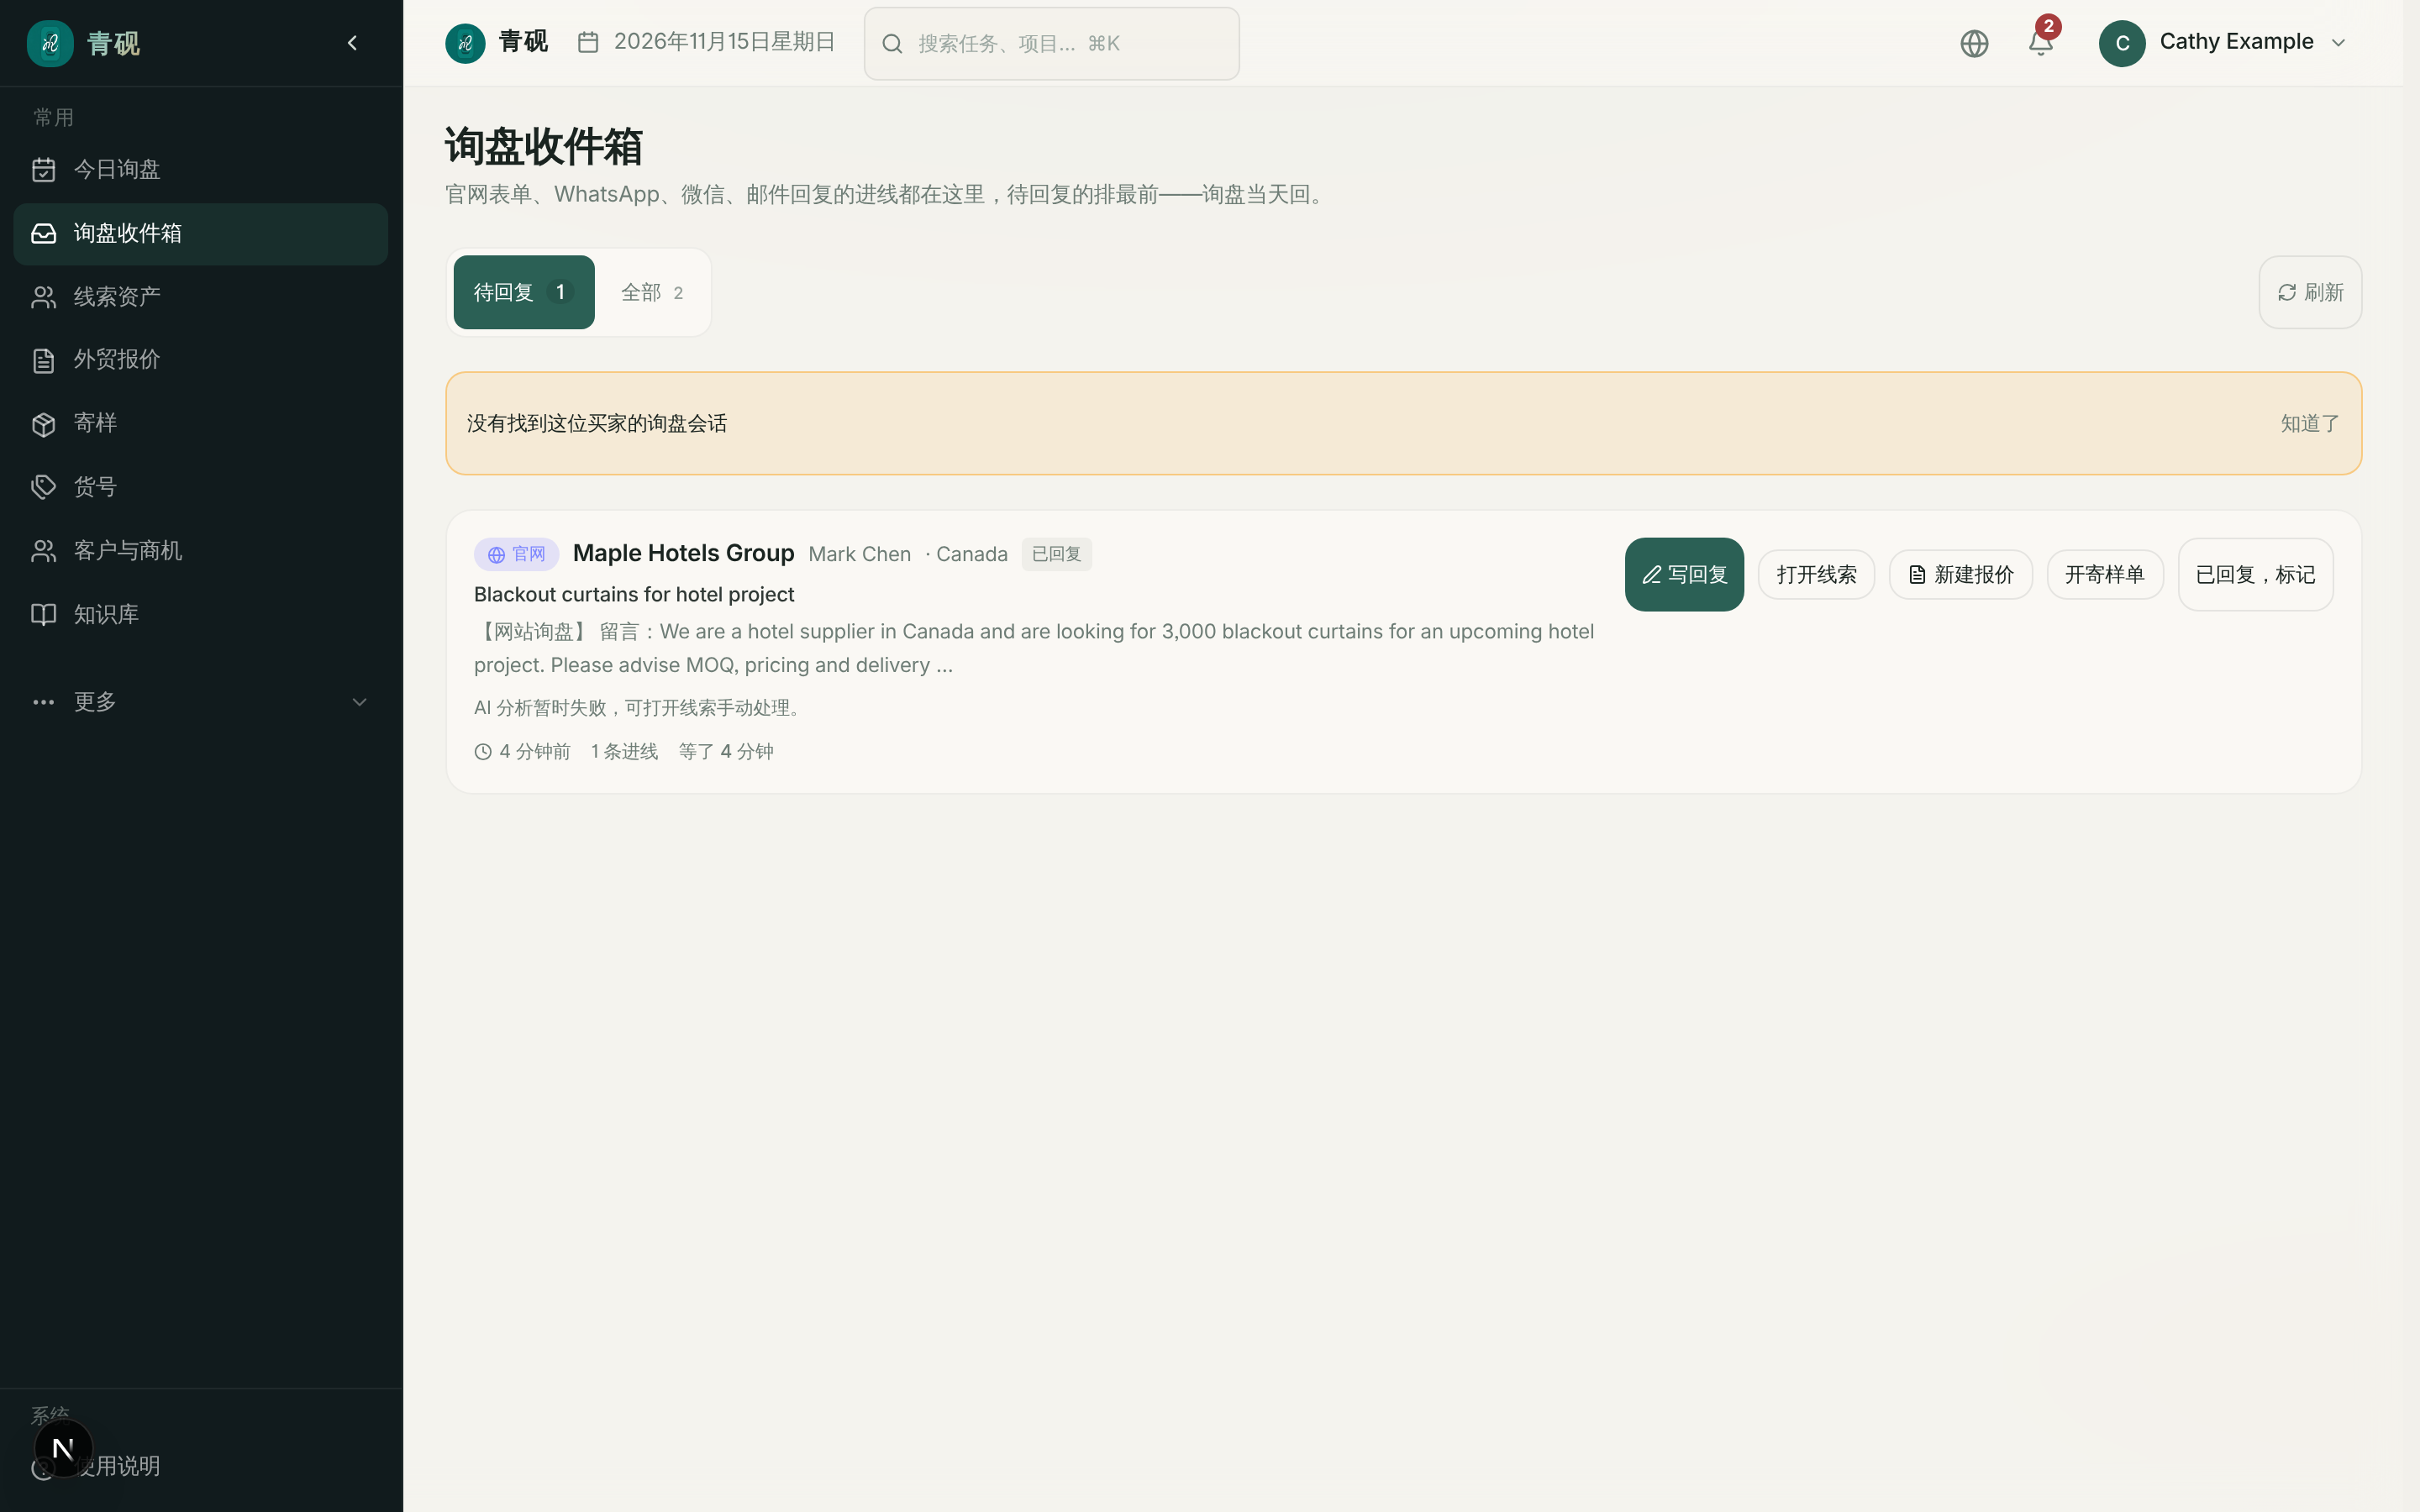 青砚
常用
今日询盘
询盘收件箱
线索资产
外贸报价
寄样
货号
客户与商机
知识库
更多
系统
N
使用说明
青砚
2026年11月15日星期日
搜索任务、项目... ⌘K
2
C
Cathy Example
询盘收件箱
官网表单、WhatsApp、微信、邮件回复的进线都在这里，待回复的排最前——询盘当天回。
待回复 1
全部 2
刷新
没有找到这位买家的询盘会话
知道了
官网 Maple Hotels Group Mark Chen · Canada 已回复
Blackout curtains for hotel project
【网站询盘】 留言：We are a hotel supplier in Canada and are looking for 3,000 blackout curtains for an upcoming hotel
project. Please advise MOQ, pricing and delivery ...
AI 分析暂时失败，可打开线索手动处理。
4 分钟前 1 条进线 等了 4 分钟
写回复
打开线索
新建报价
开寄样单
已回复，标记